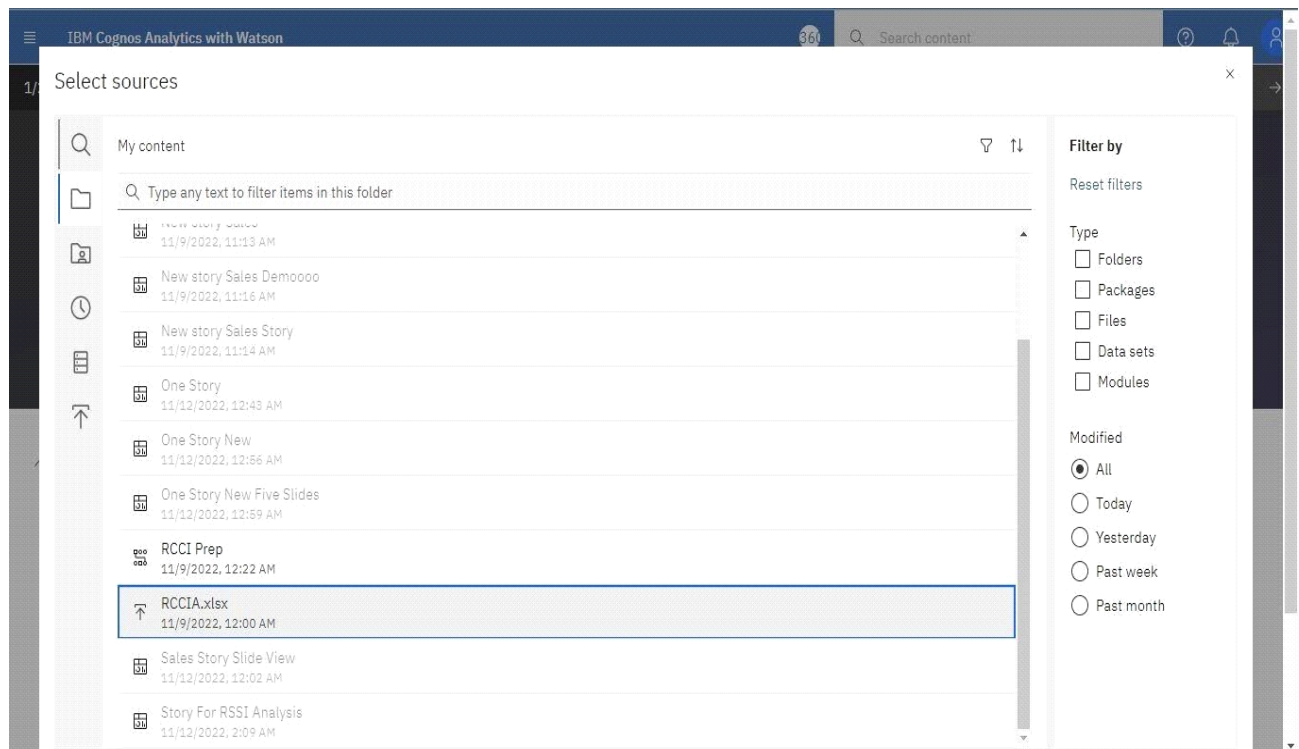 IBM Cognos Analytics with Watson
360
Search content
1/
Select sources
My content
Type any text to filter items in this folder
New story Sales
11/9/2022, 11:13 AM
New story Sales Demoooo
11/9/2022, 11:16 AM
New story Sales Story
11/9/2022, 11:14 AM
One Story
11/12/2022, 12:43 AM
One Story New
11/12/2022, 12:56 AM
One Story New Five Slides
11/12/2022, 12:59 AM
RCCI Prep
11/9/2022, 12:22 AM
RCCIA.xlsx
11/9/2022, 12:00 AM
Sales Story Slide View
11/12/2022, 12:02 AM
Story For RSSI Analysis
11/12/2022, 2:09 AM
Filter by
Reset filters
Type
Folders
Packages
Files
Data sets
Modules
Modified
All
Today
Yesterday
Past week
Past month